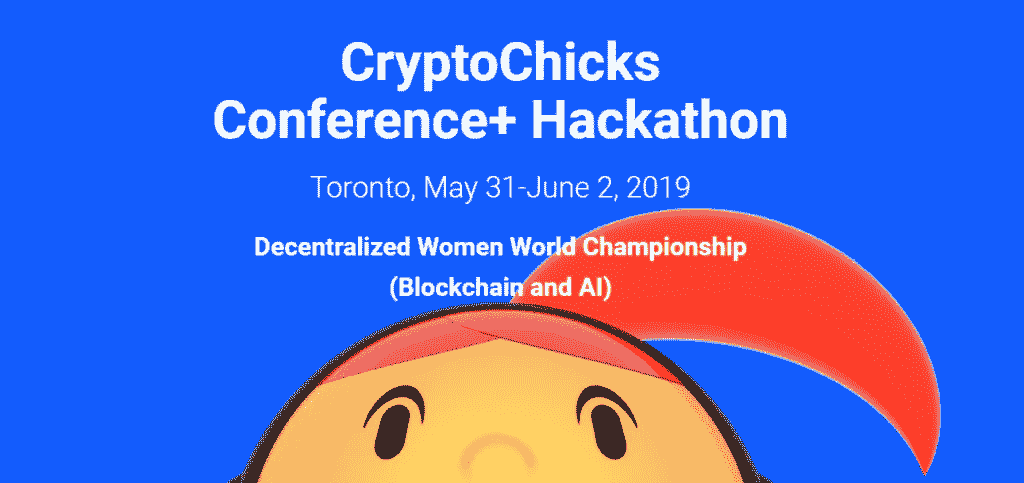 CryptoChicks
Conference+ Hackathon
Toronto, May 31-June 2, 2019
Decentralized Women World Championship
(Blockchain and AI)